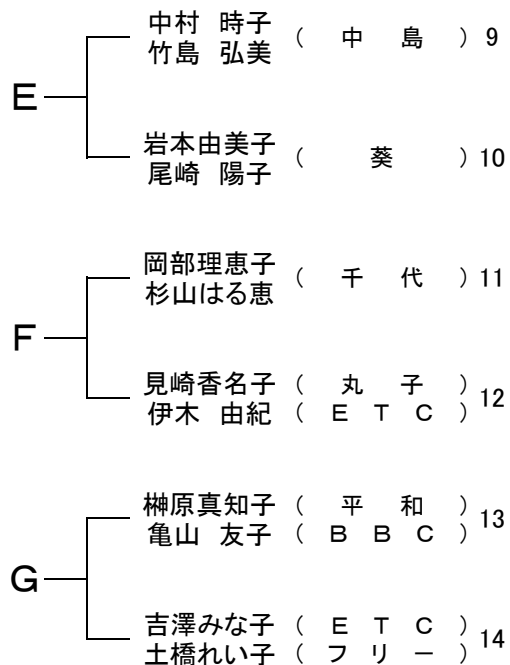 中村 時子 ( 中 島 ) 9
竹島 弘美
E
岩本由美子 ( 葵 ) 10
尾崎 陽子
岡部理恵子 ( 千 代 ) 11
杉山はる恵
F
見崎香名子 ( 丸 子 ) 12
伊木 由紀 ( E T C )
榊原真知子 ( 平 和 ) 13
亀山 友子 ( B B C )
G
吉澤みな子 ( E T C ) 14
土橋れい子 ( フ リ ー )